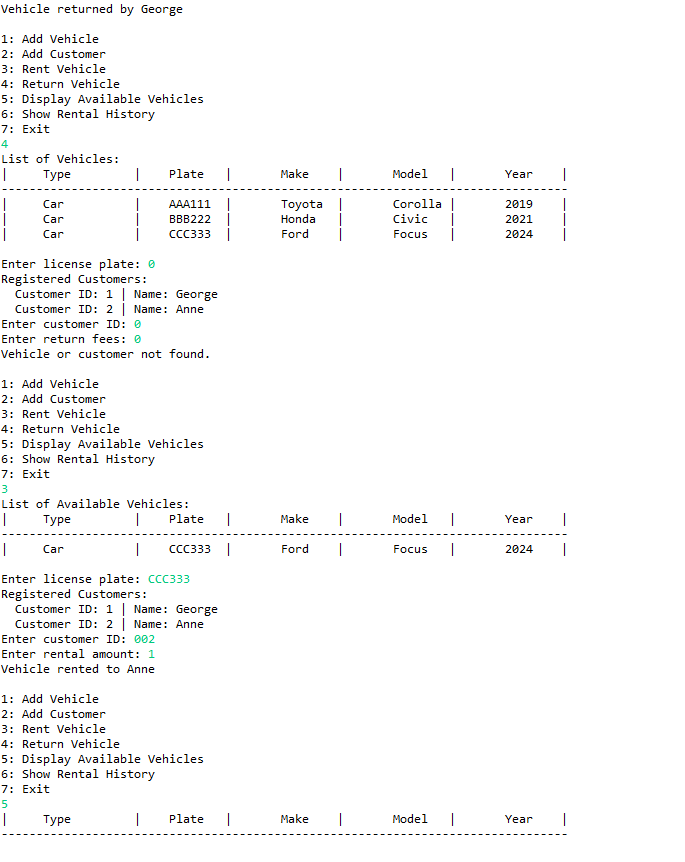 Vehicle returned by George
1: Add Vehicle
2: Add Customer
3: Rent Vehicle
4: Return Vehicle
5: Display Available Vehicles
6: Show Rental History
7: Exit
4
List of Vehicles:
|     Type         |    Plate   |       Make    |       Model   |       Year    |
---------------------------------------------------------------------------------
|     Car          |    AAA111  |       Toyota  |       Corolla |       2019    |
|     Car          |    BBB222  |       Honda   |       Civic   |       2021    |
|     Car          |    CCC333  |       Ford    |       Focus   |       2024    |
Enter license plate: 0
Registered Customers:
  Customer ID: 1 | Name: George
  Customer ID: 2 | Name: Anne
Enter customer ID: 0
Enter return fees: 0
Vehicle or customer not found.
1: Add Vehicle
2: Add Customer
3: Rent Vehicle
4: Return Vehicle
5: Display Available Vehicles
6: Show Rental History
7: Exit
3
List of Available Vehicles:
|     Type         |    Plate   |       Make    |       Model   |       Year    |
---------------------------------------------------------------------------------
|     Car          |    CCC333  |       Ford    |       Focus   |       2024    |
Enter license plate: CCC333
Registered Customers:
  Customer ID: 1 | Name: George
  Customer ID: 2 | Name: Anne
Enter customer ID: 002
Enter rental amount: 1
Vehicle rented to Anne
1: Add Vehicle
2: Add Customer
3: Rent Vehicle
4: Return Vehicle
5: Display Available Vehicles
6: Show Rental History
7: Exit
5
|     Type         |    Plate   |       Make    |       Model   |       Year    |
---------------------------------------------------------------------------------